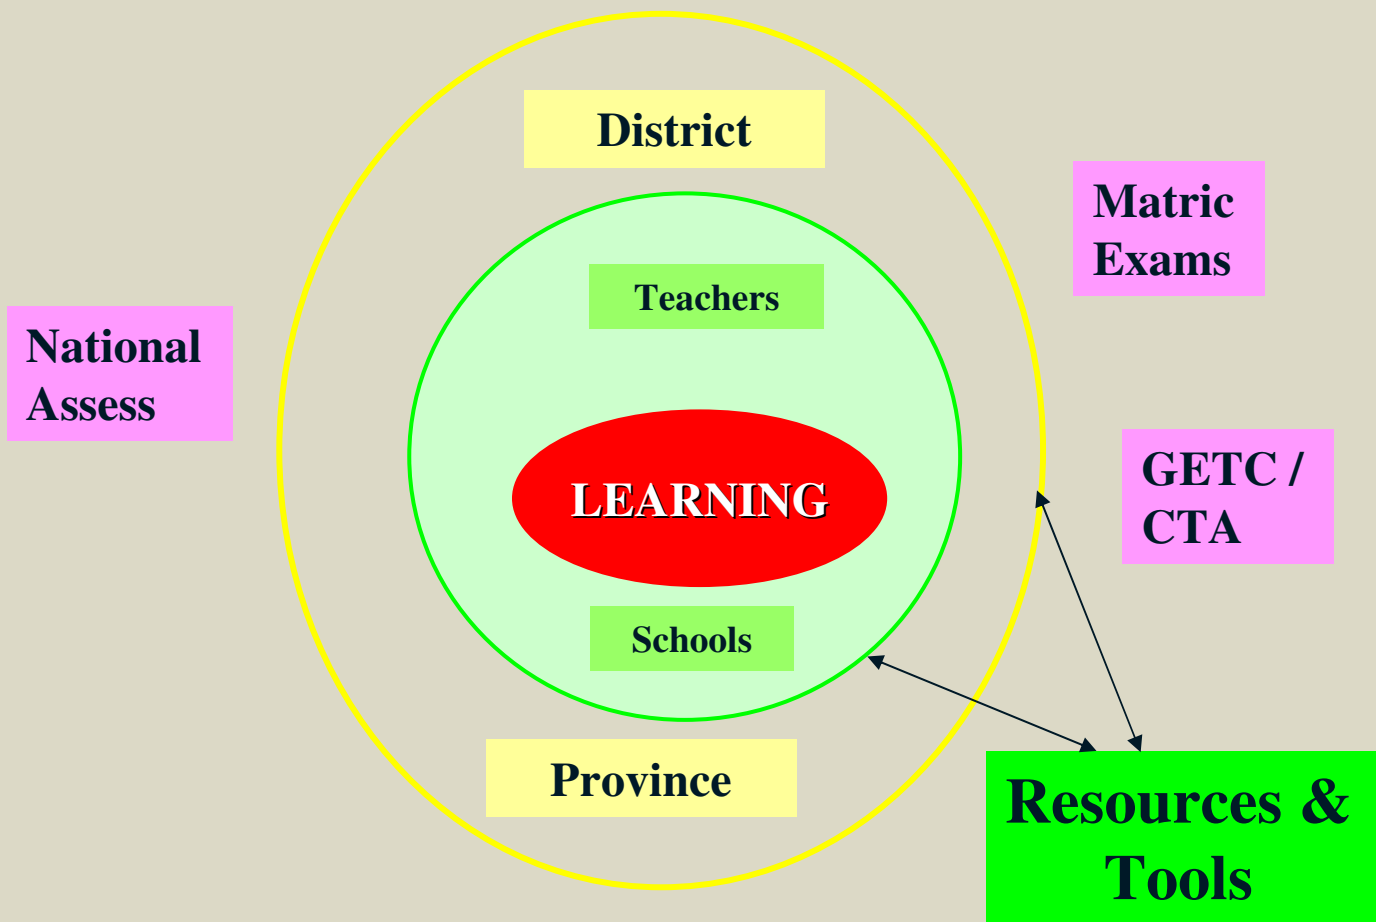 District
Matric
Exams
Teachers
National
Assess
GETC /
CTA
LEARNING
Schools
Province
Resources &
Tools